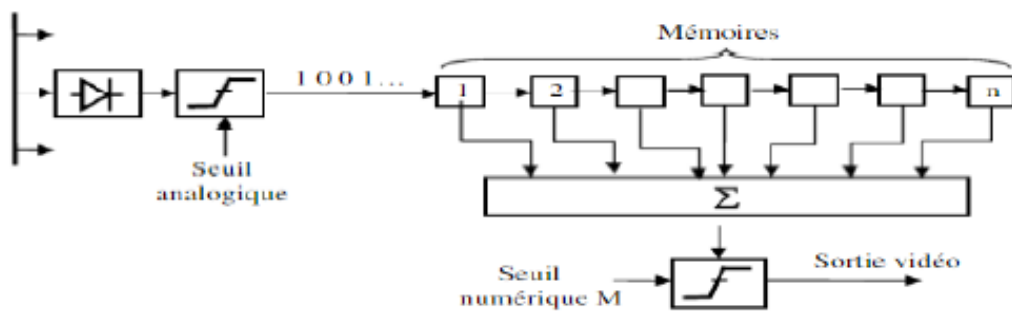 Mémoires
1 0 0 1 . . .
1
2
n
Seuil
analogique
Σ
Seuil
numérique M
Sortie vidéo